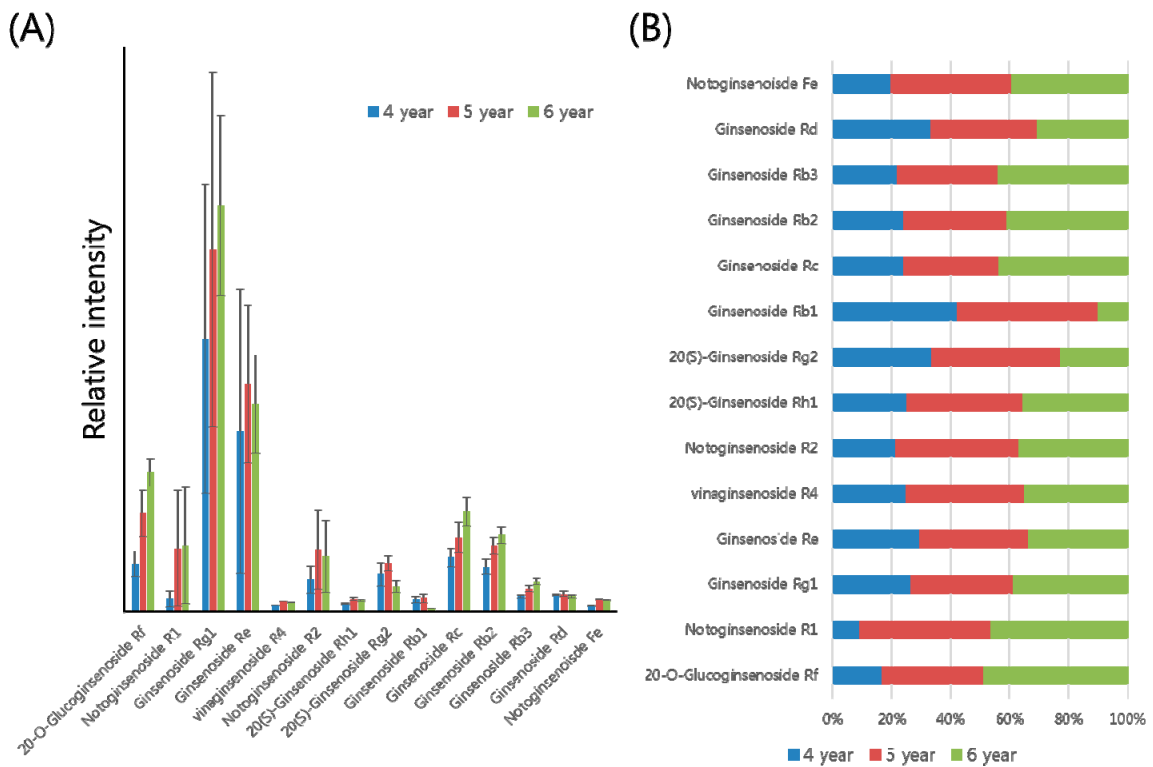 (A)
4 year 5 year 6 year
Relative intensity
20-O-Glucoginsenoside Rf
Notoginsenoside R1
Ginsenoside Rg1
Ginsenoside Re
vinaginsenoside R4
Notoginsenoside R2
20(S)-Ginsenoside Rh1
20(S)-Ginsenoside Rg2
Ginsenoside Rb1
Ginsenoside Rc
Ginsenoside Rb2
Ginsenoside Rb3
Ginsenoside Rd
Notoginsenoisde Fe
(B)
Notoginsenoisde Fe
Ginsenoside Rd
Ginsenoside Rb3
Ginsenoside Rb2
Ginsenoside Rc
Ginsenoside Rb1
20(S)-Ginsenoside Rg2
20(S)-Ginsenoside Rh1
Notoginsenoside R2
vinaginsenoside R4
Ginsenoside Re
Ginsenoside Rg1
Notoginsenoside R1
20-O-Glucoginsenoside Rf
0% 20% 40% 60% 80% 100%
4 year 5 year 6 year